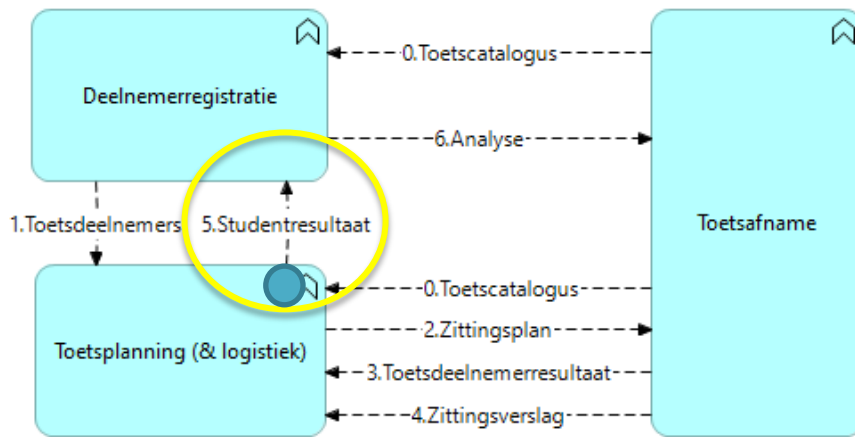 0.Toetscatalogus
Deelnemerregistratie
6.Analyse
1.Toetsdeelnemers
5.Studentresultaat
Toetsafname
0.Toetscatalogus
2.Zittingsplan
Toetsplanning (& logistiek)
3.Toetsdeelnemerresultaat
4.Zittingsverslag